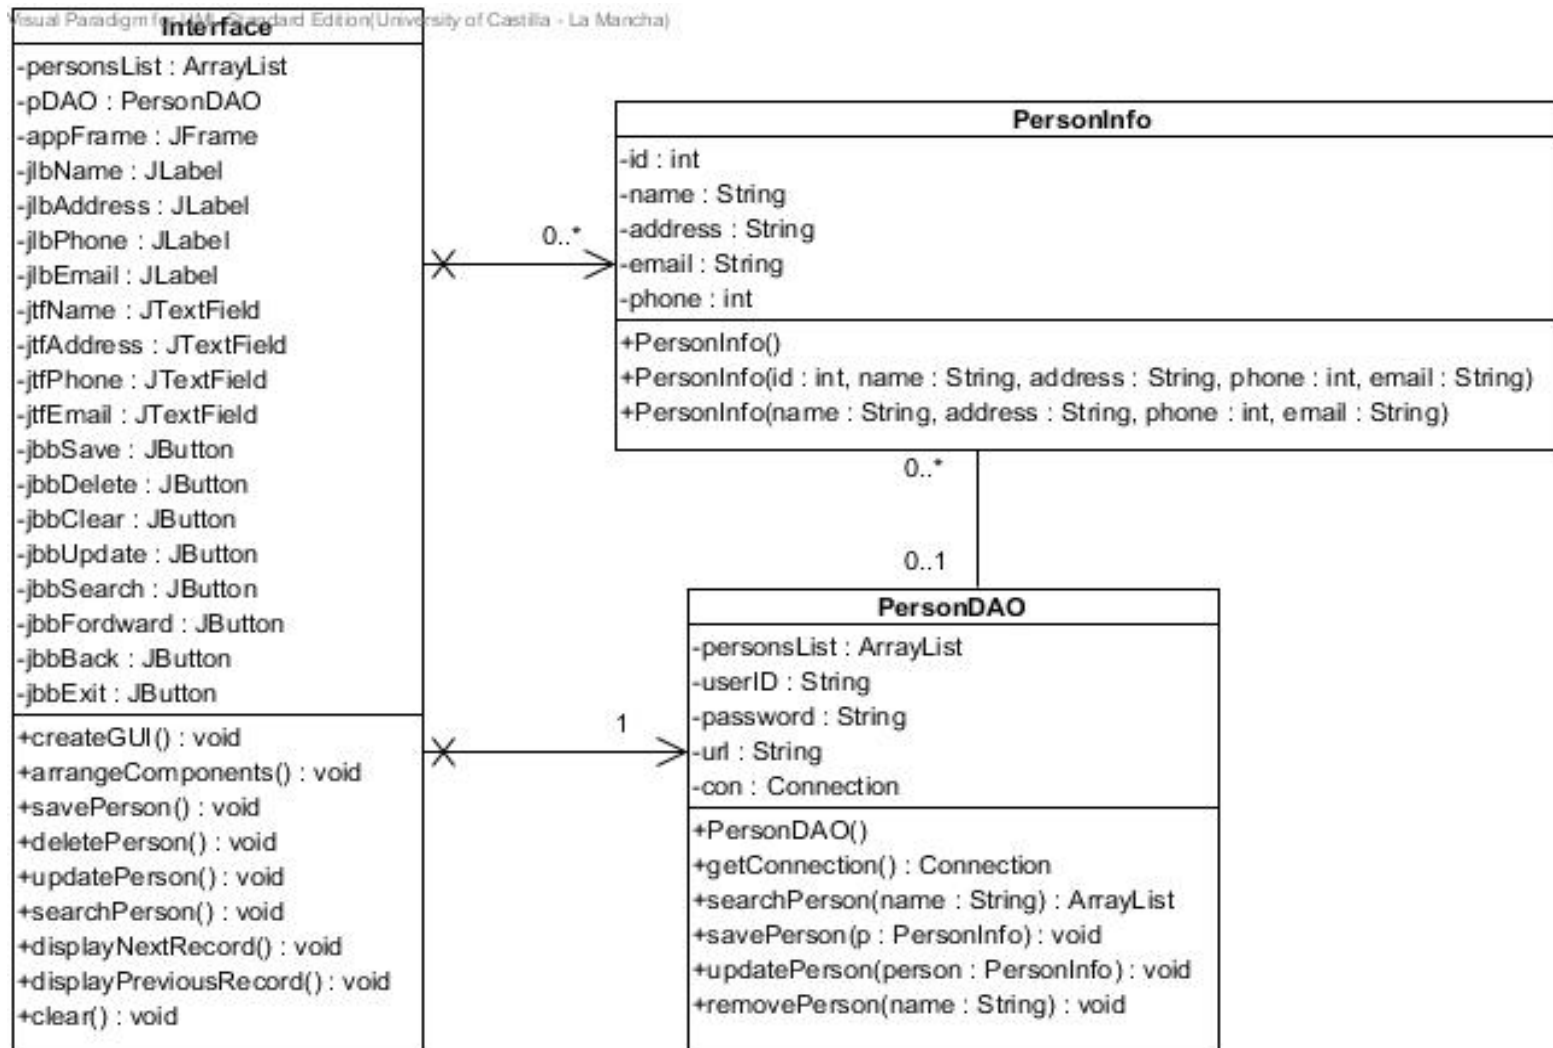 Visual Paradigm for UML Standard Edition(University of Castilla - La Mancha)
Interface
-personsList : ArrayList
-pDAO : PersonDAO
-appFrame : JFrame
-jlbName : JLabel
-jlbAddress : JLabel
-jlbPhone : JLabel
-jlbEmail : JLabel
-jtfName : JTextField
-jtfAddress : JTextField
-jtfPhone : JTextField
-jtfEmail : JTextField
-jbbSave : JButton
-jbbDelete : JButton
-jbbClear : JButton
-jbbUpdate : JButton
-jbbSearch : JButton
-jbbFordward : JButton
-jbbBack : JButton
-jbbExit : JButton
+createGUI() : void
+arrangeComponents() : void
+savePerson() : void
+deletePerson() : void
+updatePerson() : void
+searchPerson() : void
+displayNextRecord() : void
+displayPreviousRecord() : void
+clear() : void
0..*
1
PersonInfo
-id : int
-name : String
-address : String
-email : String
-phone : int
+PersonInfo()
+PersonInfo(id : int, name : String, address : String, phone : int, email : String)
+PersonInfo(name : String, address : String, phone : int, email : String)
0..*
0..1
PersonDAO
-personsList : ArrayList
-userID : String
-password : String
-url : String
-con : Connection
+PersonDAO()
+getConnection() : Connection
+searchPerson(name : String) : ArrayList
+savePerson(p : PersonInfo) : void
+updatePerson(person : PersonInfo) : void
+removePerson(name : String) : void